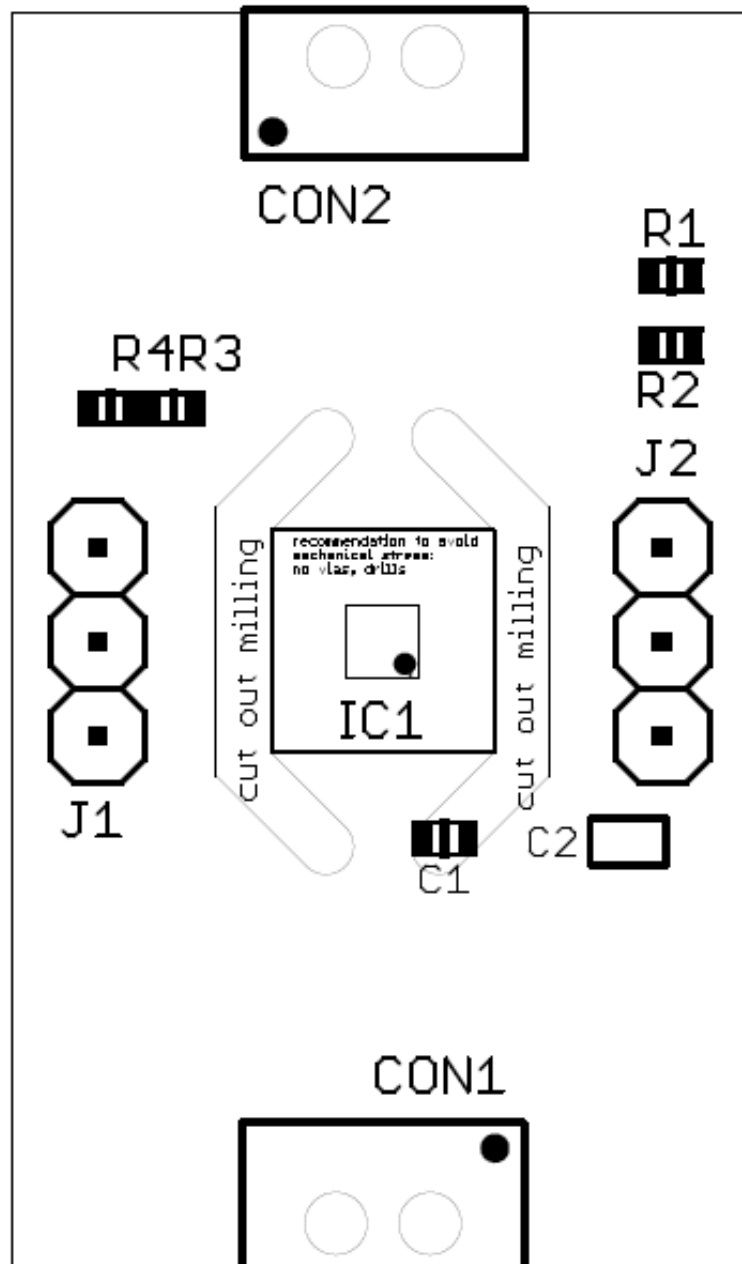 CON2
R1
R4R3
R2
J2
recommendation to avoid
mechanical stress:
no vias, drills
cut out milling
cut out milling
IC1
J1
C2
C1
CON1